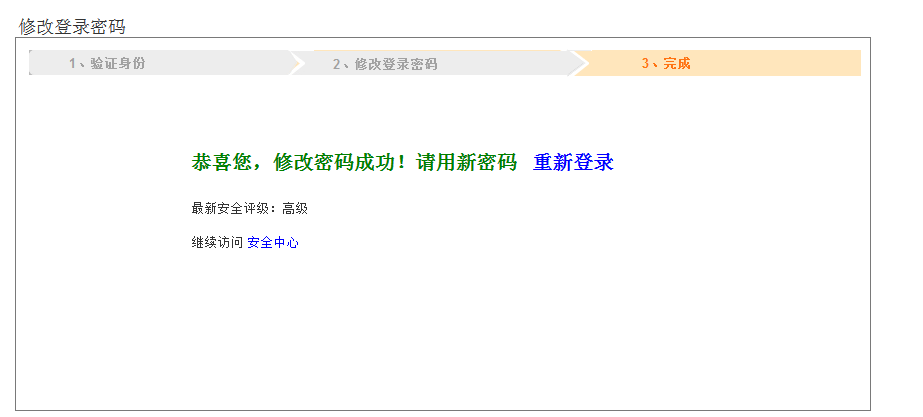 修改登录密码
1、验证身份 2、修改登录密码 3、完成
恭喜您，修改密码成功！请用新密码 重新登录
最新安全评级：高级
继续访问 安全中心